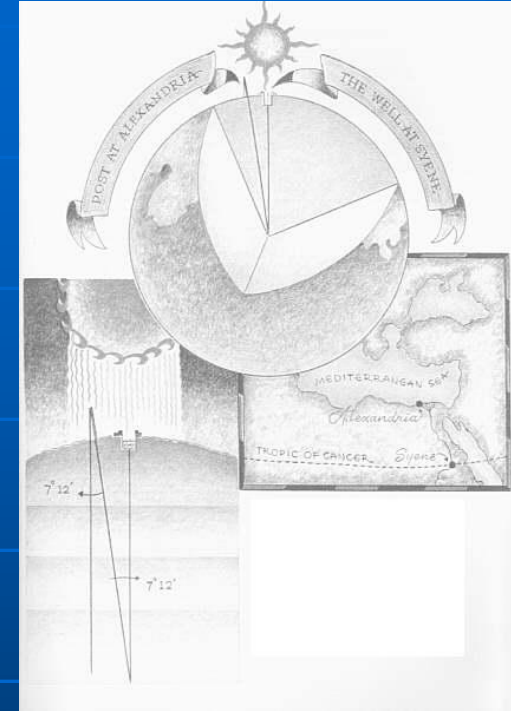 POST AT ALEXANDRIA
THE WELL AT SYENE
MEDITERRANEAN SEA
Alexandria
TROPIC OF CANCER
Syene
7° 12'
7° 12'